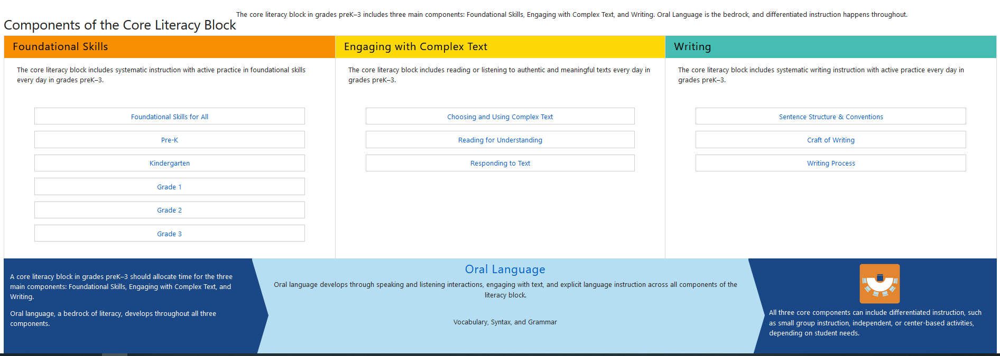 The core literacy block in grades preK–3 includes three main components: Foundational Skills, Engaging with Complex Text, and Writing. Oral Language is the bedrock, and differentiated instruction happens throughout.
Components of the Core Literacy Block
Foundational Skills
The core literacy block includes systematic instruction with active practice in foundational skills
every day in grades preK–3.
Foundational Skills for All
Pre-K
Kindergarten
Grade 1
Grade 2
Grade 3
Engaging with Complex Text
The core literacy block includes reading or listening to authentic and meaningful texts every day in
grades preK–3.
Choosing and Using Complex Text
Reading for Understanding
Responding to Text
Writing
The core literacy block includes systematic writing instruction with active practice every day in
grades preK–3.
Sentence Structure & Conventions
Craft of Writing
Writing Process
A core literacy block in grades preK–3 should allocate time for the three
main components: Foundational Skills, Engaging with Complex Text, and
Writing.
Oral language, a bedrock of literacy, develops throughout all three
components.
Oral Language
Oral language develops through speaking and listening interactions, engaging with text, and explicit language instruction across all components of the
literacy block.
Vocabulary, Syntax, and Grammar
All three core components can include differentiated instruction, such
as small group instruction, independent, or center-based activities,
depending on student needs.